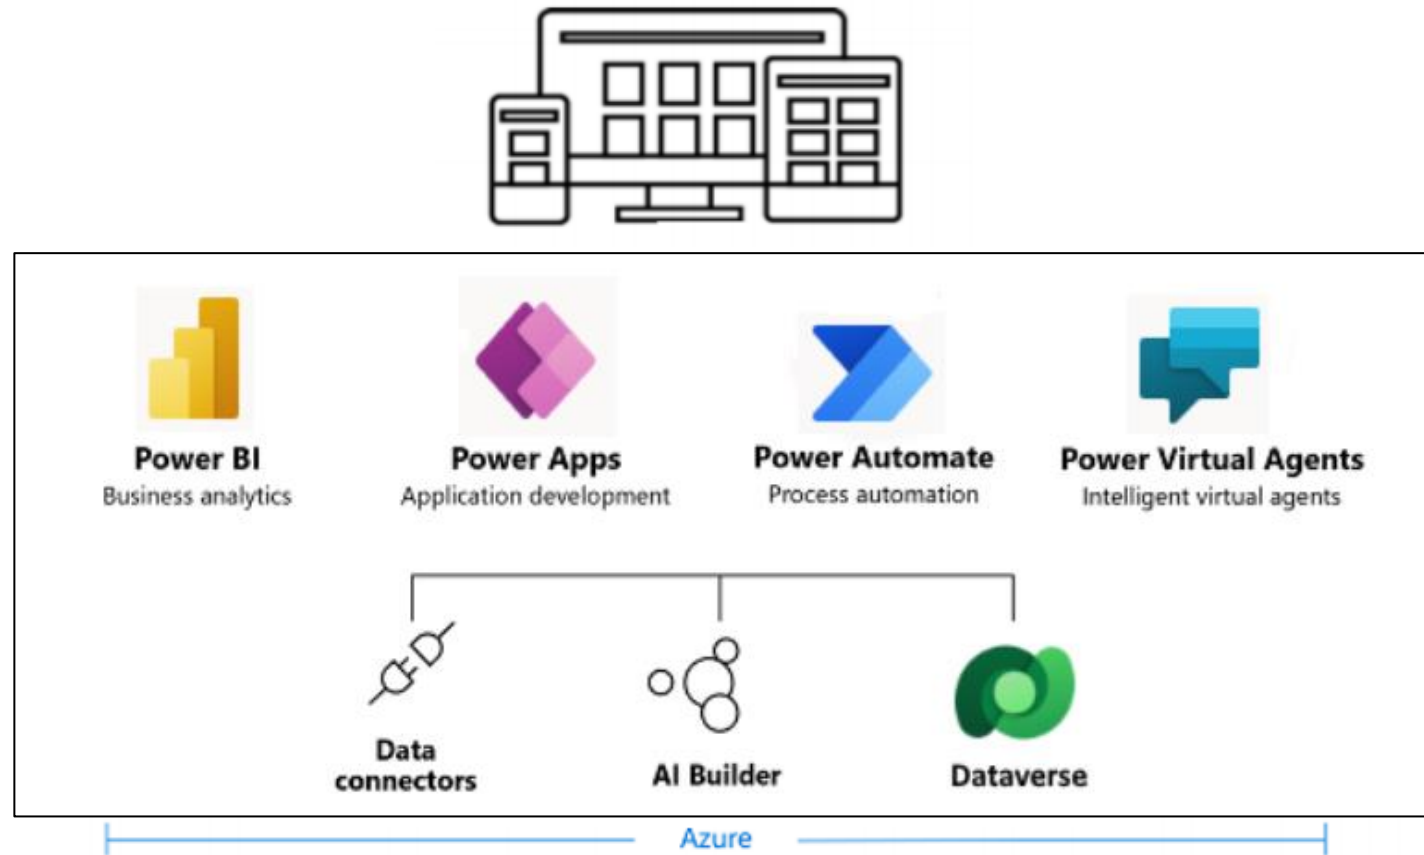 Power BI
Business analytics
Power Apps
Application development
Power Automate
Process automation
Power Virtual Agents
Intelligent virtual agents
Data
connectors
AI Builder
Dataverse
Azure